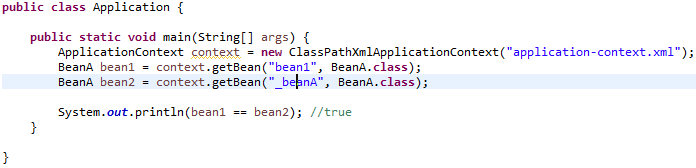 public class Application {
public static void main(String[] args) {
ApplicationContext context = new ClassPathXmlApplicationContext("application-context.xml");
BeanA bean1 = context.getBean("bean1", BeanA.class);
BeanA bean2 = context.getBean("_beanA", BeanA.class);
System.out.println(bean1 == bean2); //true
}
}